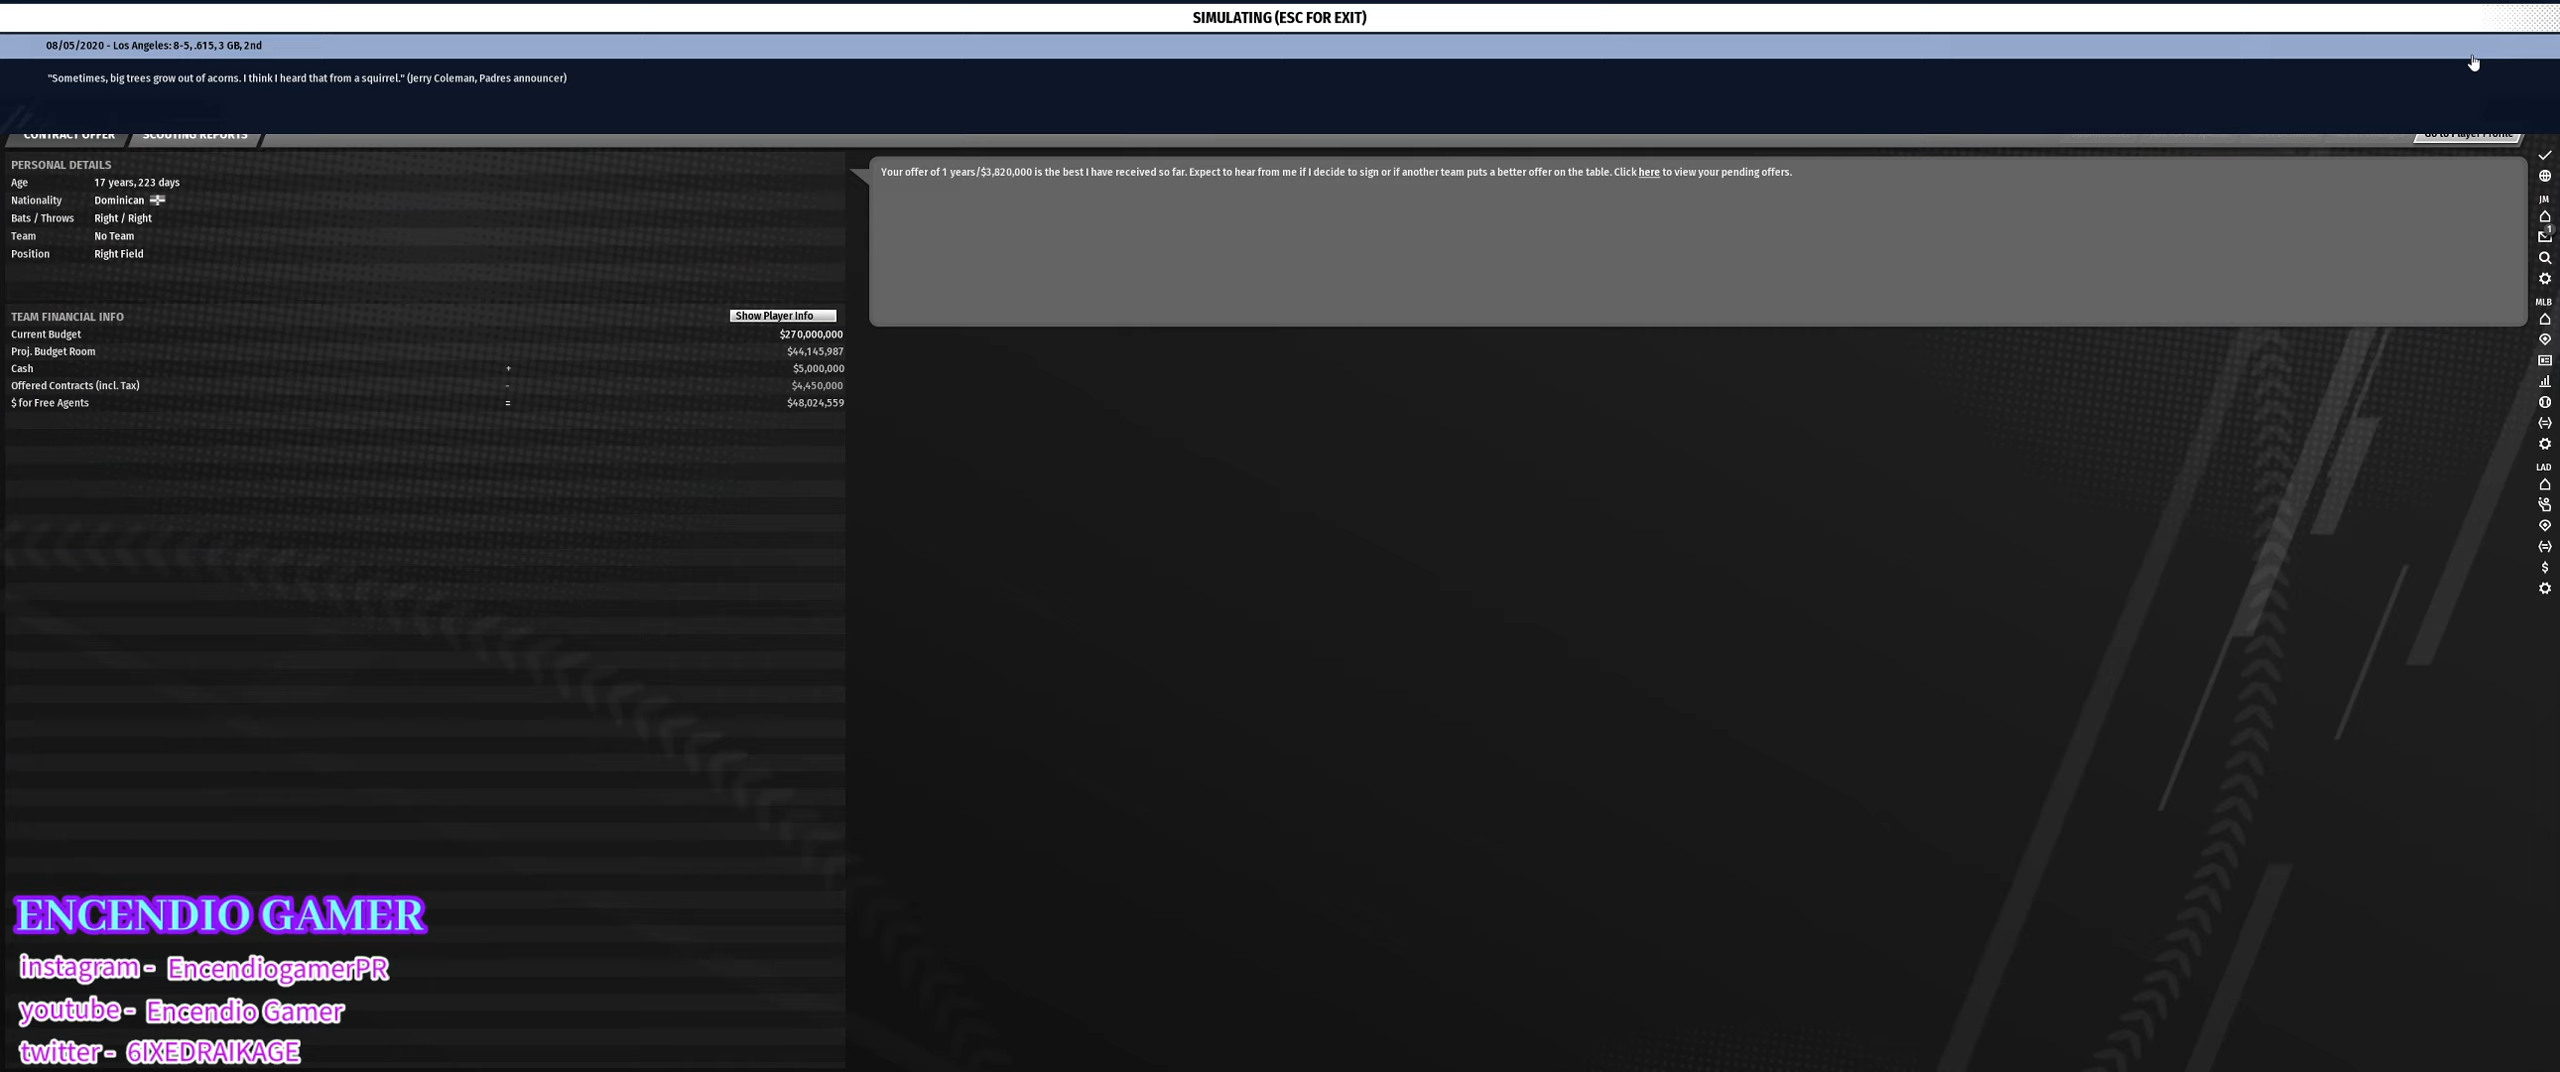 SIMULATING (ESC FOR EXIT)
08/05/2020 - Los Angeles: 8-5, .615, 3 GB, 2nd
"Sometimes, big trees grow out of acorns. I think I heard that from a squirrel." (Jerry Coleman, Padres announcer)
CONTRACT OFFER SCOUTING REPORTS Go to Player Profile
PERSONAL DETAILS
Age 17 years, 223 days
Nationality Dominican
Bats / Throws Right / Right
Team No Team
Position Right Field
Your offer of 1 years/$3,820,000 is the best I have received so far. Expect to hear from me if I decide to sign or if another team puts a better offer on the table. Click here to view your pending offers.
TEAM FINANCIAL INFO Show Player Info
Current Budget $270,000,000
Proj. Budget Room $44,145,987
Cash + $5,000,000
Offered Contracts (incl. Tax) - $4,450,000
$ for Free Agents = $48,024,559
JM
1
MLB
LAD
$
ENCENDIO GAMER
instagram - EncendiogamerPR
youtube - Encendio Gamer
twitter - 6IXEDRAIKAGE